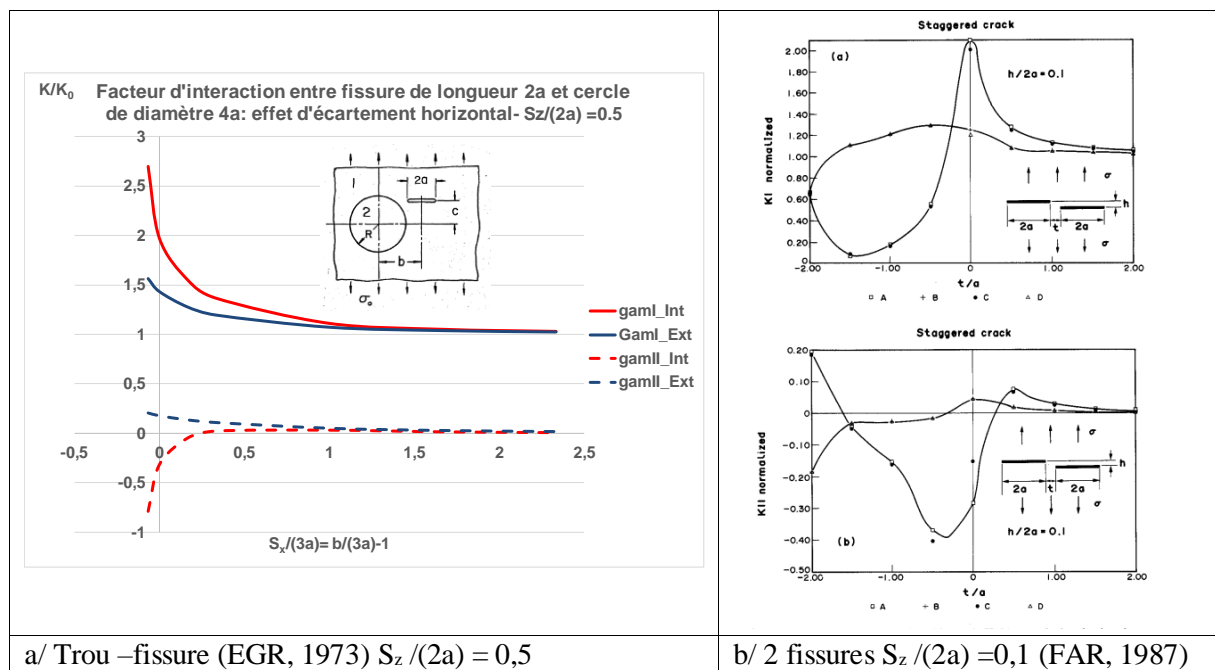 K/K₀
Facteur d'interaction entre fissure de longueur 2a et cercle
de diamètre 4a: effet d'écartement horizontal- Sz/(2a) =0.5
3
2,5
2
1,5
1
0,5
0
-0,5
-1
-0,5
0
0,5
1
1,5
2
2,5
1
2a
2
c
R
b
σₒ
gamI_Int
GamI_Ext
gamII_Int
gamII_Ext
Sₓ/(3a)= b/(3a)-1
Staggered crack
(a)
h/2a=0.1
KI normalized
2.00
1.80
1.60
1.40
1.20
1.00
0.80
0.60
0.40
0.20
0
-2.00
-1.00
0
1.00
2.00
σ
h
2a
t
2a
σ
t/a
A
B
C
D
Staggered crack
KII normalized
0.20
0.10
0
-0.10
-0.20
-0.30
-0.40
-0.50
-2.00
-1.00
0
1.00
2.00
σ
h
2a
t
2a
σ
h/2a =0.1
(b)
t/a
A
B
C
D
a/ Trou –fissure (EGR, 1973) S_z /(2a) = 0,5
b/ 2 fissures S_z /(2a) =0,1 (FAR, 1987)